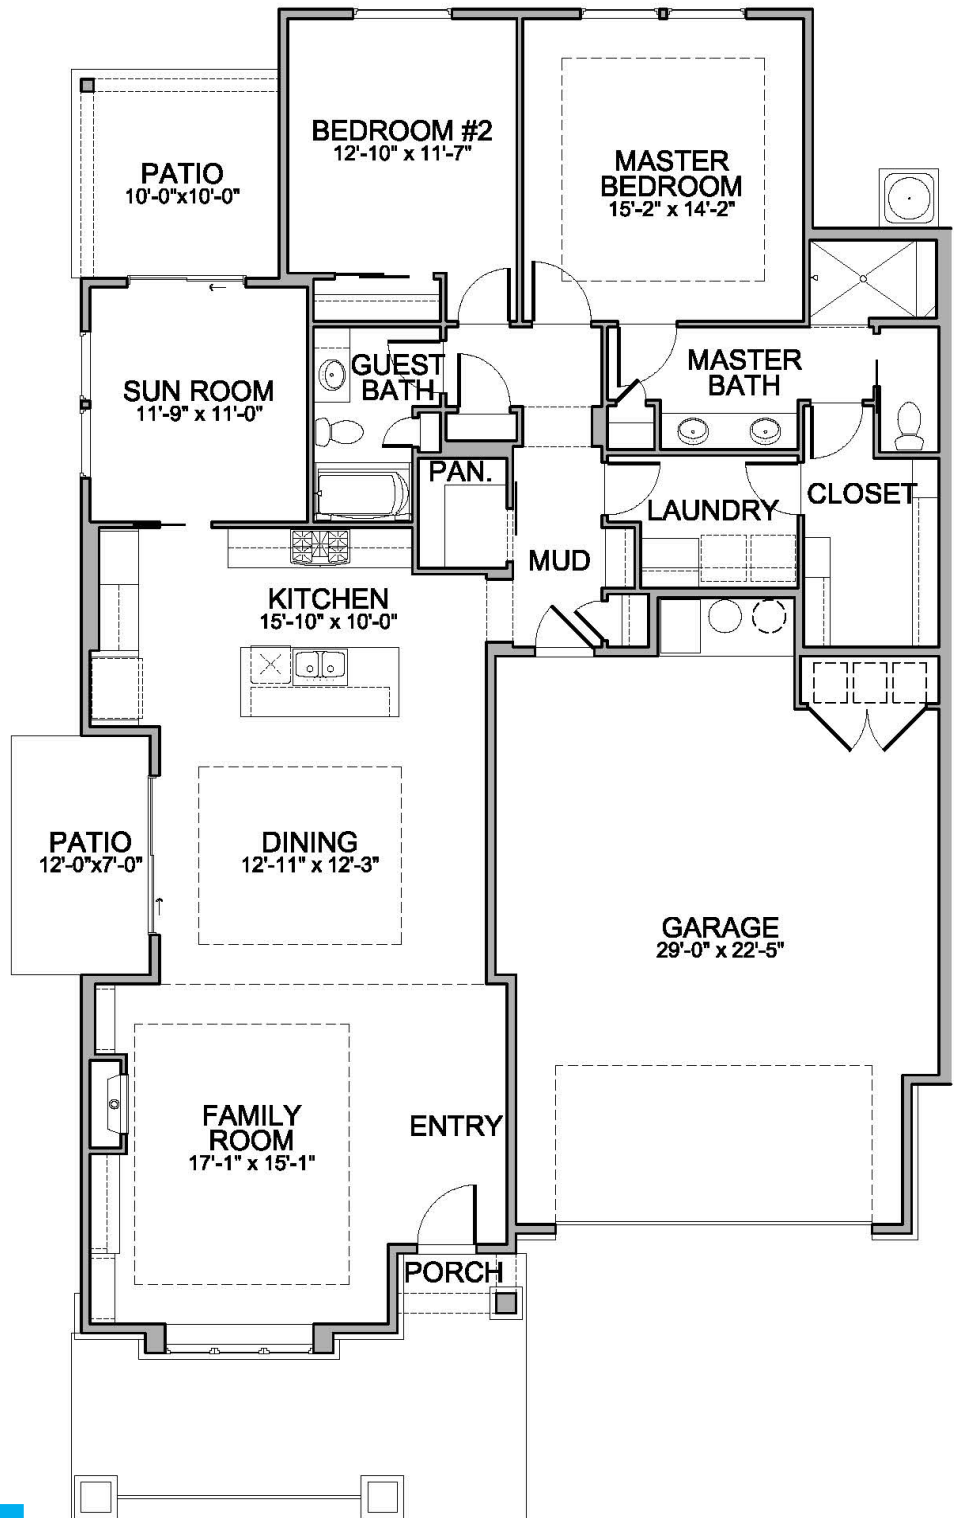 BEDROOM #2
12'-10" x 11'-7"
MASTER
BEDROOM
15'-2" x 14'-2"
PATIO
10'-0"x10'-0"
SUN ROOM
11'-9" x 11'-0"
GUEST
BATH
MASTER
BATH
PAN.
LAUNDRY
CLOSET
MUD
KITCHEN
15'-10" x 10'-0"
PATIO
12'-0"x7'-0"
DINING
12'-11" x 12'-3"
GARAGE
29'-0" x 22'-5"
FAMILY
ROOM
17'-1" x 15'-1"
ENTRY
PORCH